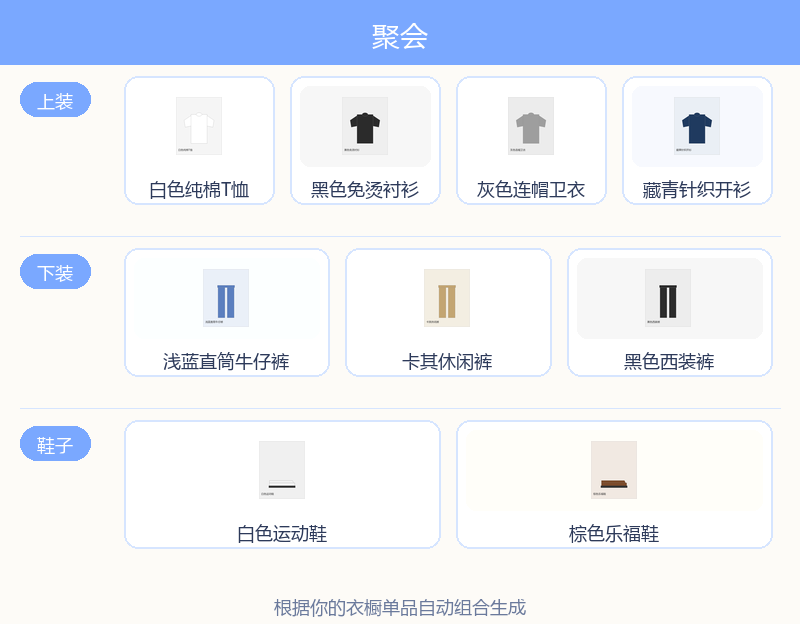 聚会
上装
白色纯棉T恤
黑色免烫衬衫
灰色连帽卫衣
藏青针织开衫
下装
浅蓝直筒牛仔裤
卡其休闲裤
黑色西装裤
鞋子
白色运动鞋
棕色乐福鞋
根据你的衣橱单品自动组合生成